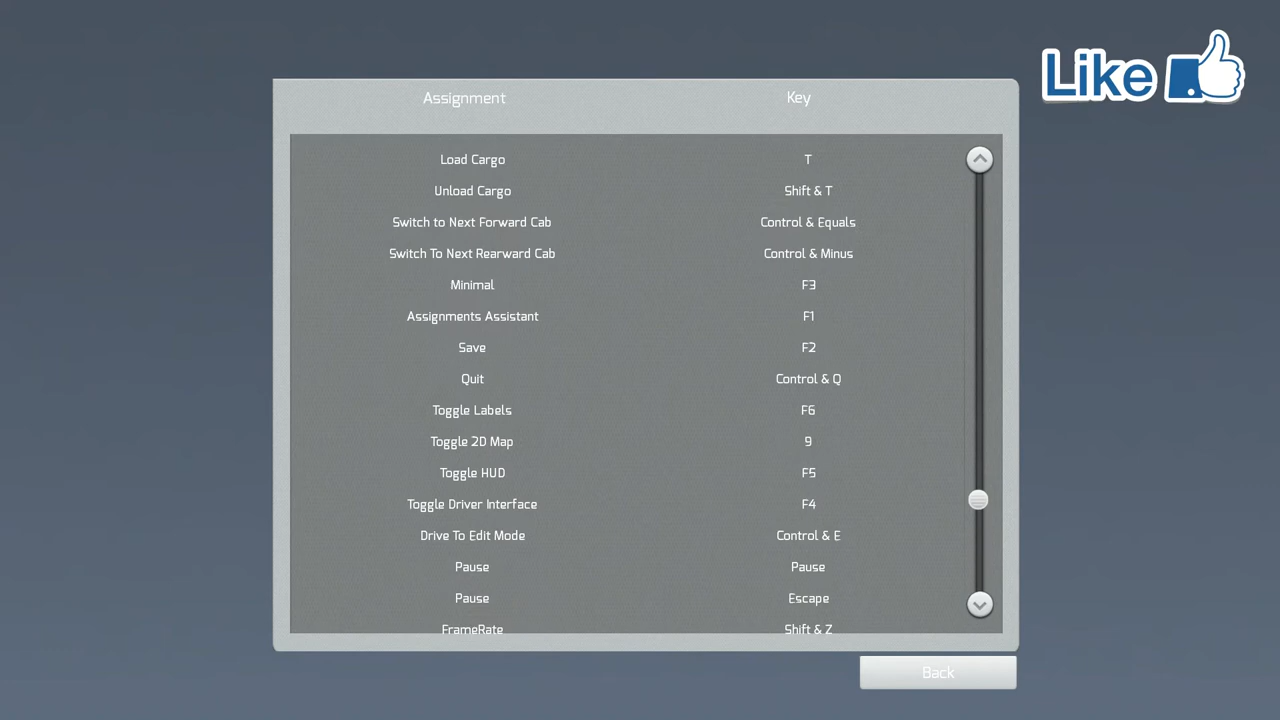 Like
Assignment Key
Load Cargo T
Unload Cargo Shift & T
Switch to Next Forward Cab Control & Equals
Switch To Next Rearward Cab Control & Minus
Minimal F3
Assignments Assistant F1
Save F2
Quit Control & Q
Toggle Labels F6
Toggle 2D Map 9
Toggle HUD F5
Toggle Driver Interface F4
Drive To Edit Mode Control & E
Pause Pause
Pause Escape
FrameRate Shift & Z
Back